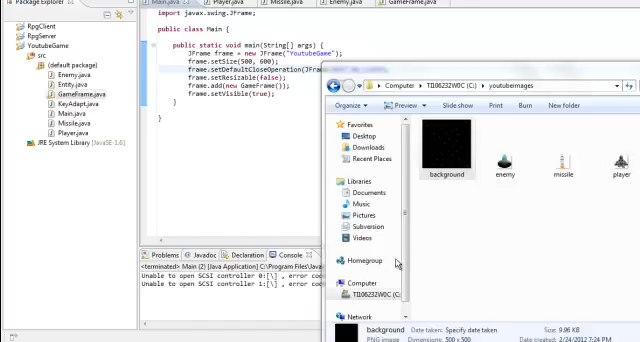 Package Explorer
RpgClient
RpgServer
YoutubeGame
src
(default package)
Enemy.java
Entity.java
Gameframe.java
KeyAdapt.java
Main.java
Missile.java
Player.java
JRE System Library [JavaSE-1.6]
Main.java
Player.java
Missile.java
Enemy.java
GameFrame.java
import javax.swing.JFrame;
public class Main {
public static void main(String[] args) {
JFrame frame = new JFrame("YoutubeGame");
frame.setSize(500, 600);
frame.setDefaultCloseOperation(
frame.setResizable(false);
frame.add(new GameFrame());
frame.setVisible(true);
}
}
Problems
Javadoc
Declaration
Console
<terminated> Main (2) [Java Application] C:\Program Files\Java
Unable to open SCSI controller 0:[\] , error code
Unable to open SCSI controller 1:[\] , error code
Computer
TI106232W0C (C:)
youtubeimages
Organize
Preview
Slide show
Print
Burn
New folder
Favorites
Desktop
Downloads
Recent Places
Libraries
Documents
Music
Pictures
Subversion
Videos
Homegroup
Computer
TI106232W0C (C:)
Network
background
enemy
missile
player
background
Date taken: Specify date taken
Size: 9.96 KB
PNG image
Dimensions: 500 x 500
Date created: 2/24/2012 7:24 PM